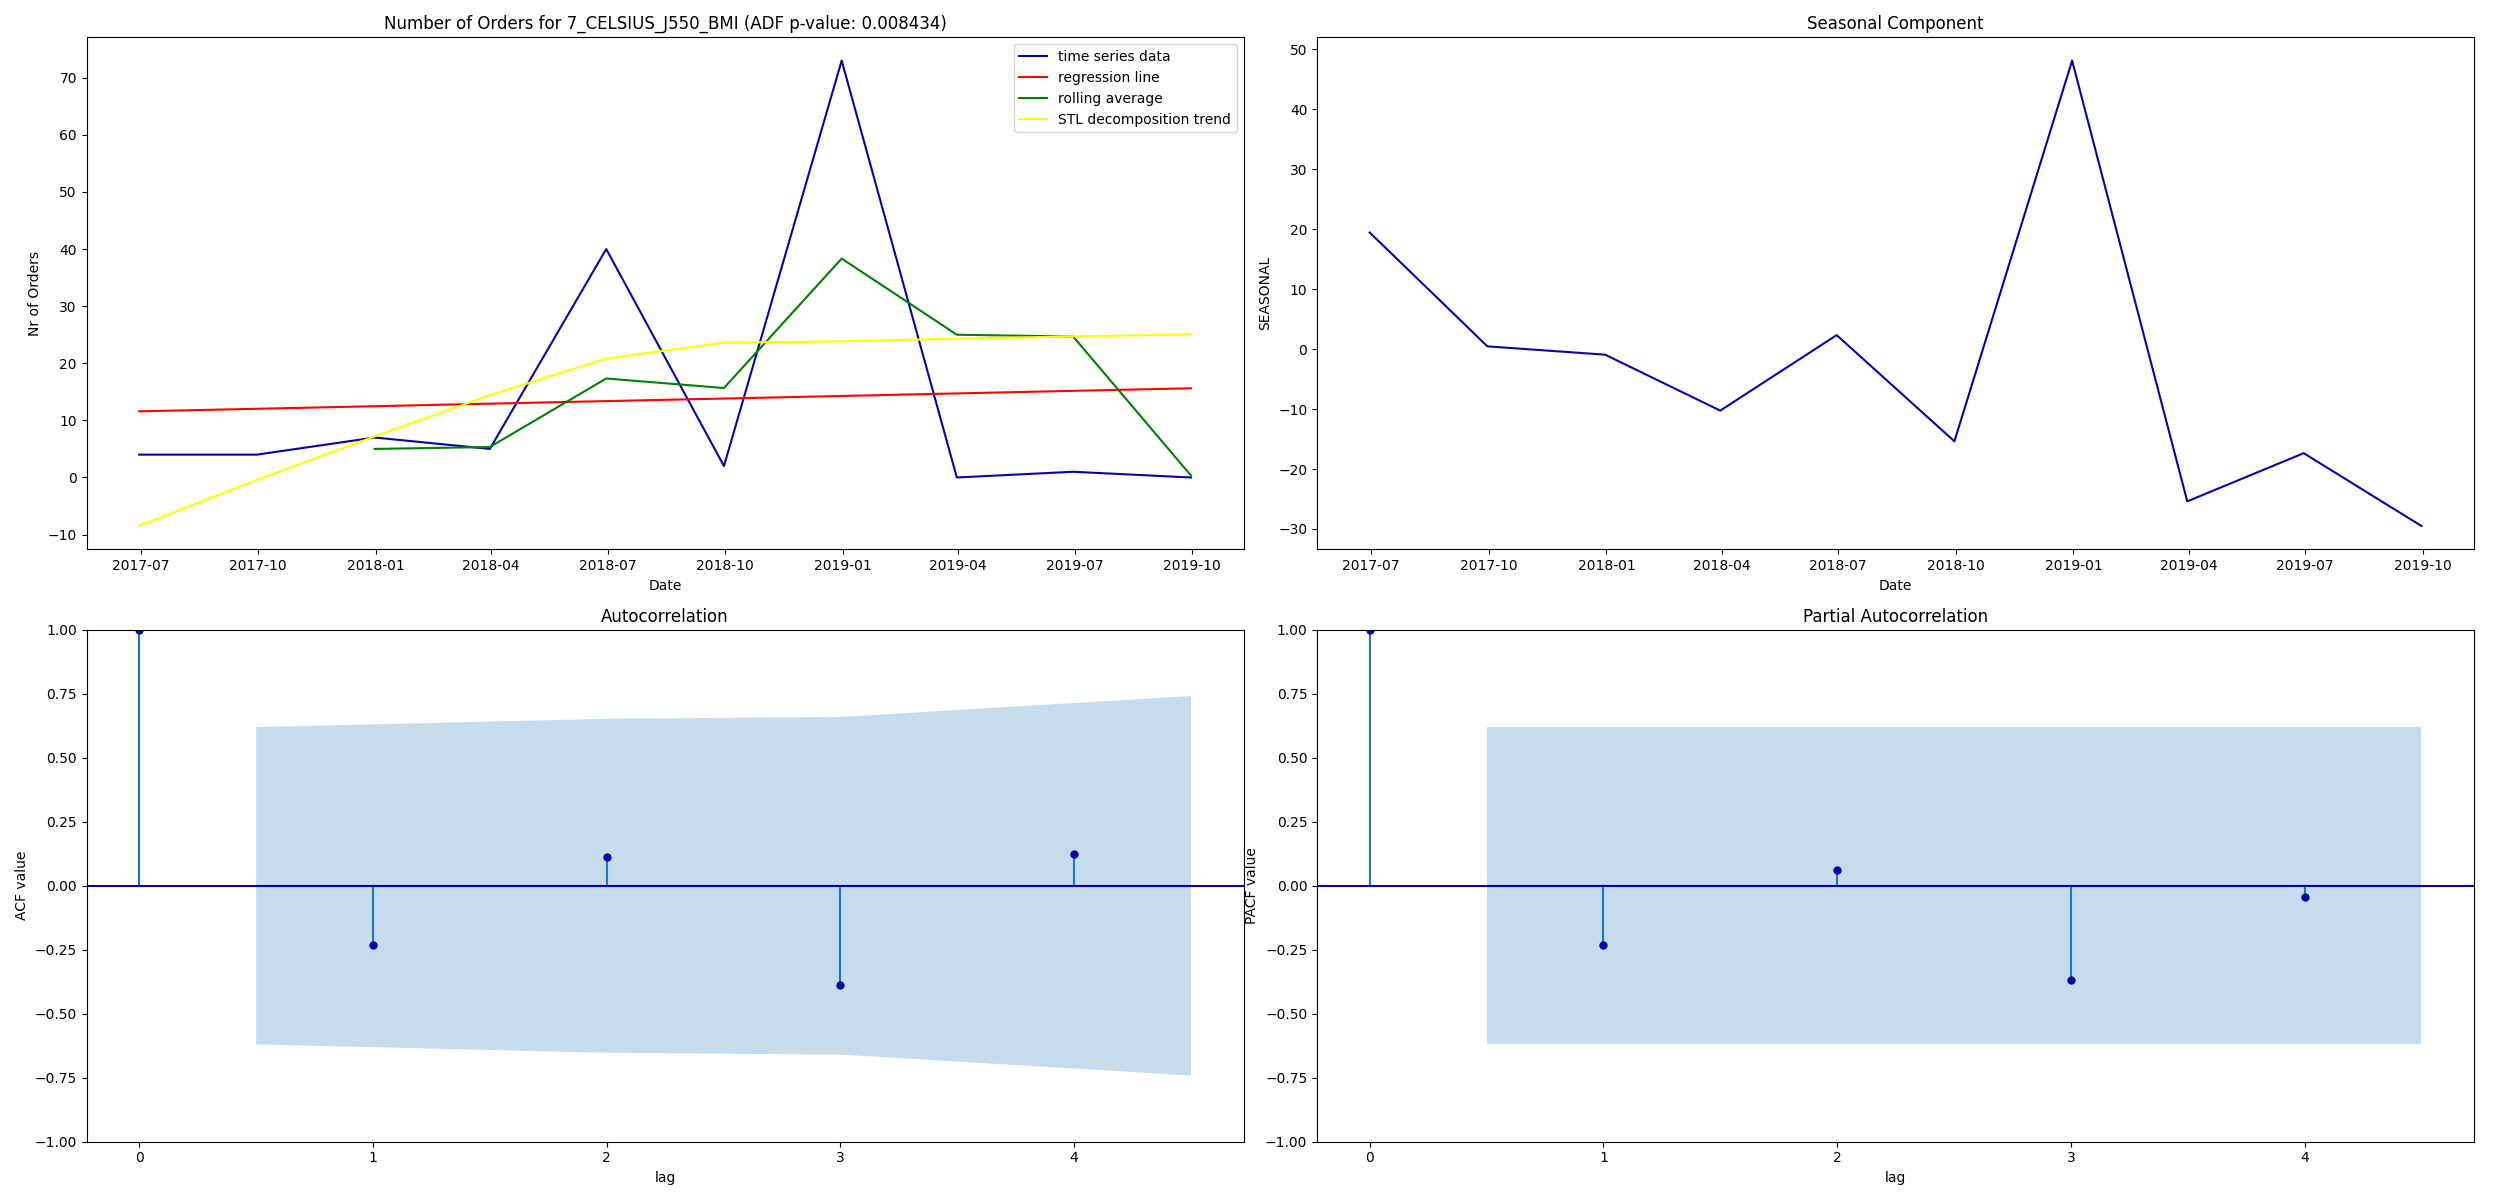 Number of Orders for 7_CELSIUS_J550_BMI (ADF p-value: 0.008434)
time series data
regression line
rolling average
STL decomposition trend
Nr of Orders
70
60
50
40
30
20
10
0
−10
2017-07 2017-10 2018-01 2018-04 2018-07 2018-10 2019-01 2019-04 2019-07 2019-10
Date
Seasonal Component
SEASONAL
50
40
30
20
10
0
−10
−20
−30
2017-07 2017-10 2018-01 2018-04 2018-07 2018-10 2019-01 2019-04 2019-07 2019-10
Date
Autocorrelation
ACF value
1.00
0.75
0.50
0.25
0.00
−0.25
−0.50
−0.75
−1.00
0 1 2 3 4
lag
Partial Autocorrelation
PACF value
1.00
0.75
0.50
0.25
0.00
−0.25
−0.50
−0.75
−1.00
0 1 2 3 4
lag